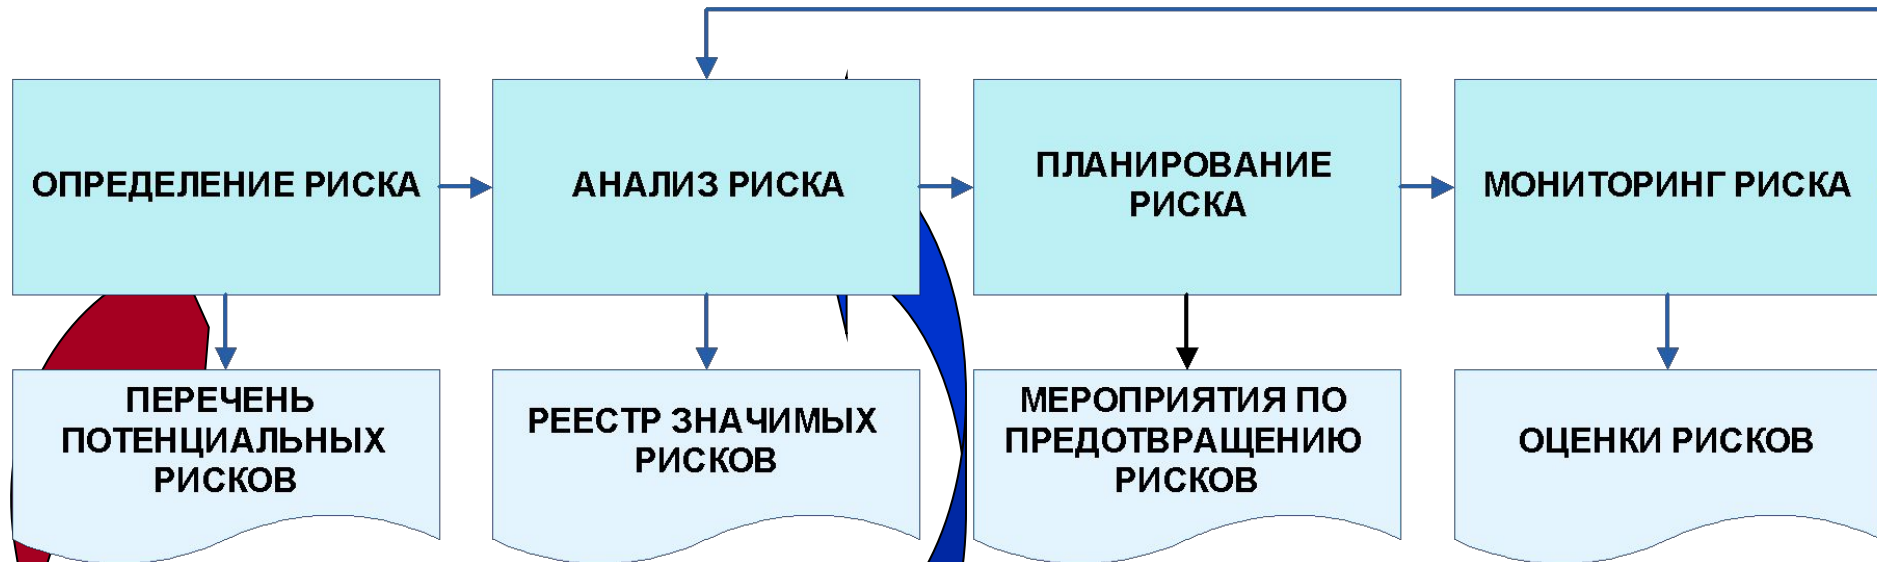 ОПРЕДЕЛЕНИЕ РИСКА
АНАЛИЗ РИСКА
ПЛАНИРОВАНИЕ
РИСКА
МОНИТОРИНГ РИСКА
ПЕРЕЧЕНЬ
ПОТЕНЦИАЛЬНЫХ
РИСКОВ
РЕЕСТР ЗНАЧИМЫХ
РИСКОВ
МЕРОПРИЯТИЯ ПО
ПРЕДОТВРАЩЕНИЮ
РИСКОВ
ОЦЕНКИ РИСКОВ